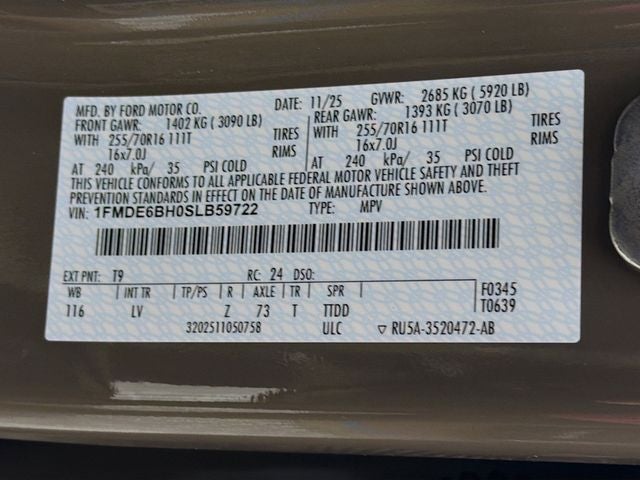 MFD. BY FORD MOTOR CO. DATE: 11/25 GVWR: 2685 KG ( 5920 LB)
FRONT GAWR: 1402 KG ( 3090 LB) REAR GAWR: 1393 KG ( 3070 LB)
WITH 255/70R16 111T TIRES WITH 255/70R16 111T TIRES
16x7.0J RIMS 16x7.0J RIMS
AT 240 kPa/ 35 PSI COLD AT 240 kPa/ 35 PSI COLD
THIS VEHICLE CONFORMS TO ALL APPLICABLE FEDERAL MOTOR VEHICLE SAFETY AND THEFT
PREVENTION STANDARDS IN EFFECT ON THE DATE OF MANUFACTURE SHOWN ABOVE.
VIN: 1FMDE6BH0SLB59722 TYPE: MPV
EXT PNT: T9 RC: 24 DSO:
WB INT TR TP/PS R AXLE TR SPR F0345
116 LV Z 73 T TTDD T0639
3202511050758 ULC ▽ RU5A-3520472-AB